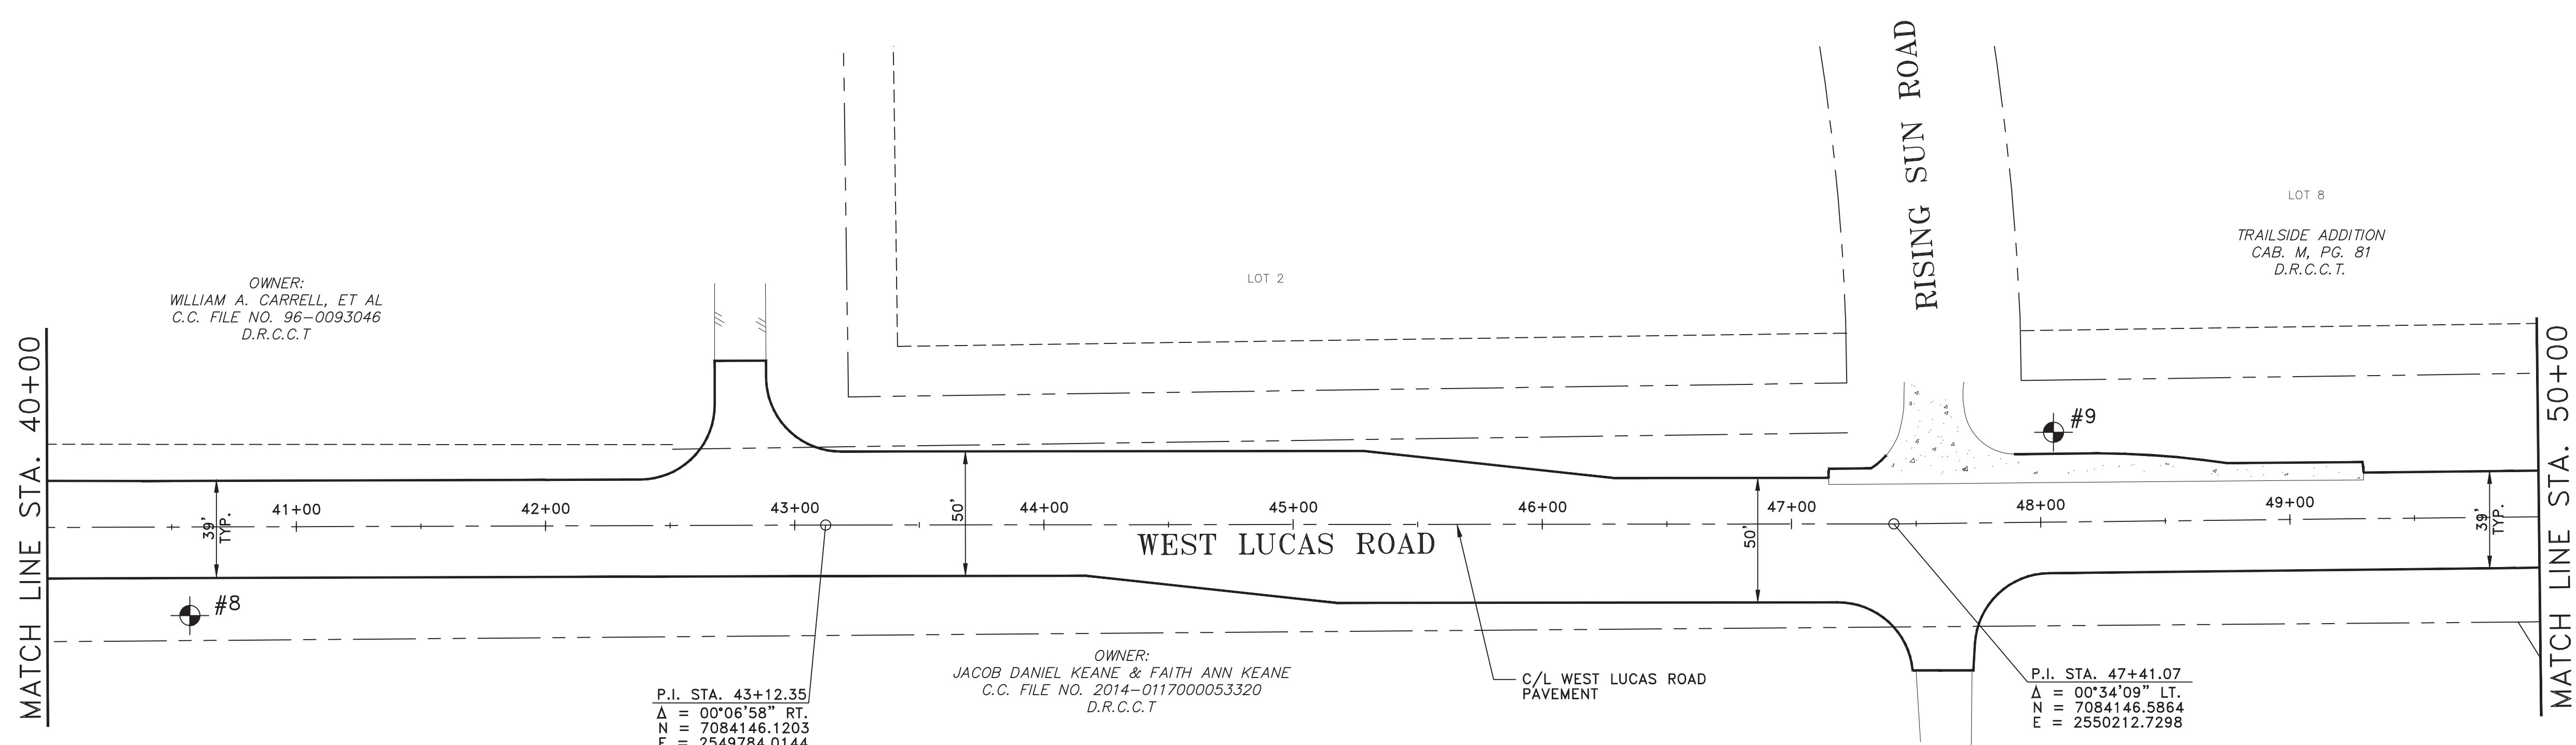 MATCH LINE STA. 40+00
OWNER:
WILLIAM A. CARRELL, ET AL
C.C. FILE NO. 96-0093046
D.R.C.C.T
LOT 2
RISING SUN ROAD
LOT 8
TRAILSIDE ADDITION
CAB. M, PG. 81
D.R.C.C.T.
MATCH LINE STA. 50+00
#9
39'
TYP.
41+00
42+00
43+00
50'
44+00
45+00
46+00
50'
47+00
48+00
49+00
39'
TYP.
WEST LUCAS ROAD
#8
P.I. STA. 43+12.35
Δ = 00°06'58" RT.
N = 7084146.1203
E = 2549784.0144
OWNER:
JACOB DANIEL KEANE & FAITH ANN KEANE
C.C. FILE NO. 2014-0117000053320
D.R.C.C.T
C/L WEST LUCAS ROAD
PAVEMENT
P.I. STA. 47+41.07
Δ = 00°34'09" LT.
N = 7084146.5864
E = 2550212.7298